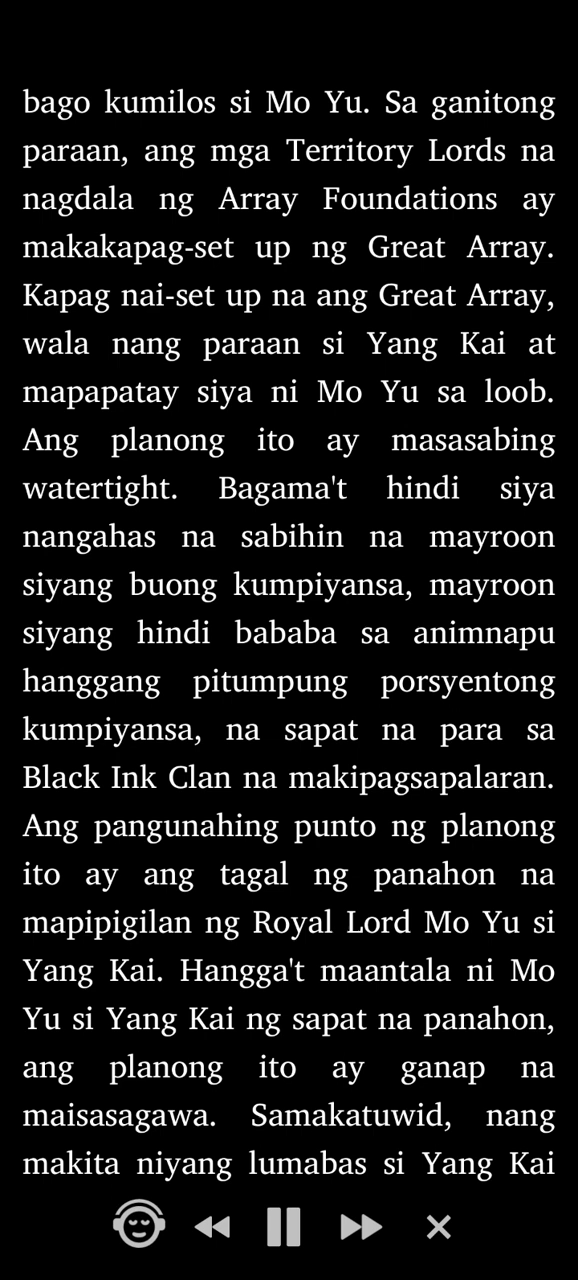 bago kumilos si Mo Yu. Sa ganitong
paraan, ang mga Territory Lords na
nagdala ng Array Foundations ay
makakapag-set up ng Great Array.
Kapag nai-set up na ang Great Array,
wala nang paraan si Yang Kai at
mapapatay siya ni Mo Yu sa loob.
Ang planong ito ay masasabing
watertight. Bagama't hindi siya
nangahas na sabihin na mayroon
siyang buong kumpiyansa, mayroon
siyang hindi bababa sa animnapu
hanggang pitumpung porsyentong
kumpiyansa, na sapat na para sa
Black Ink Clan na makipagsapalaran.
Ang pangunahing punto ng planong
ito ay ang tagal ng panahon na
mapipigilan ng Royal Lord Mo Yu si
Yang Kai. Hangga't maantala ni Mo
Yu si Yang Kai ng sapat na panahon,
ang planong ito ay ganap na
maisasagawa. Samakatuwid, nang
makita niyang lumabas si Yang Kai